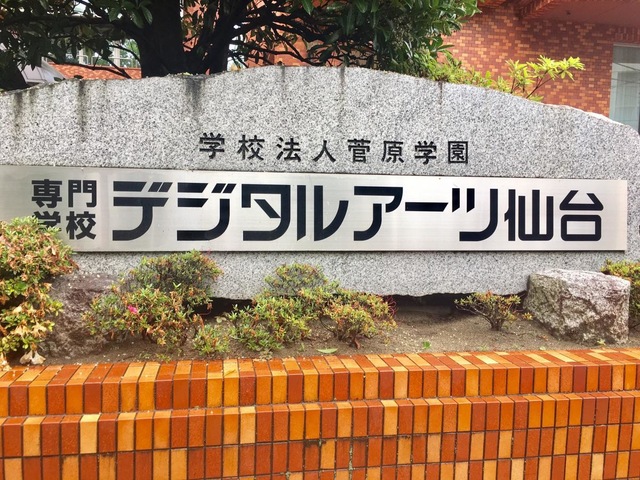 学校法人菅原学園
専門
学校
デジタルアーツ仙台